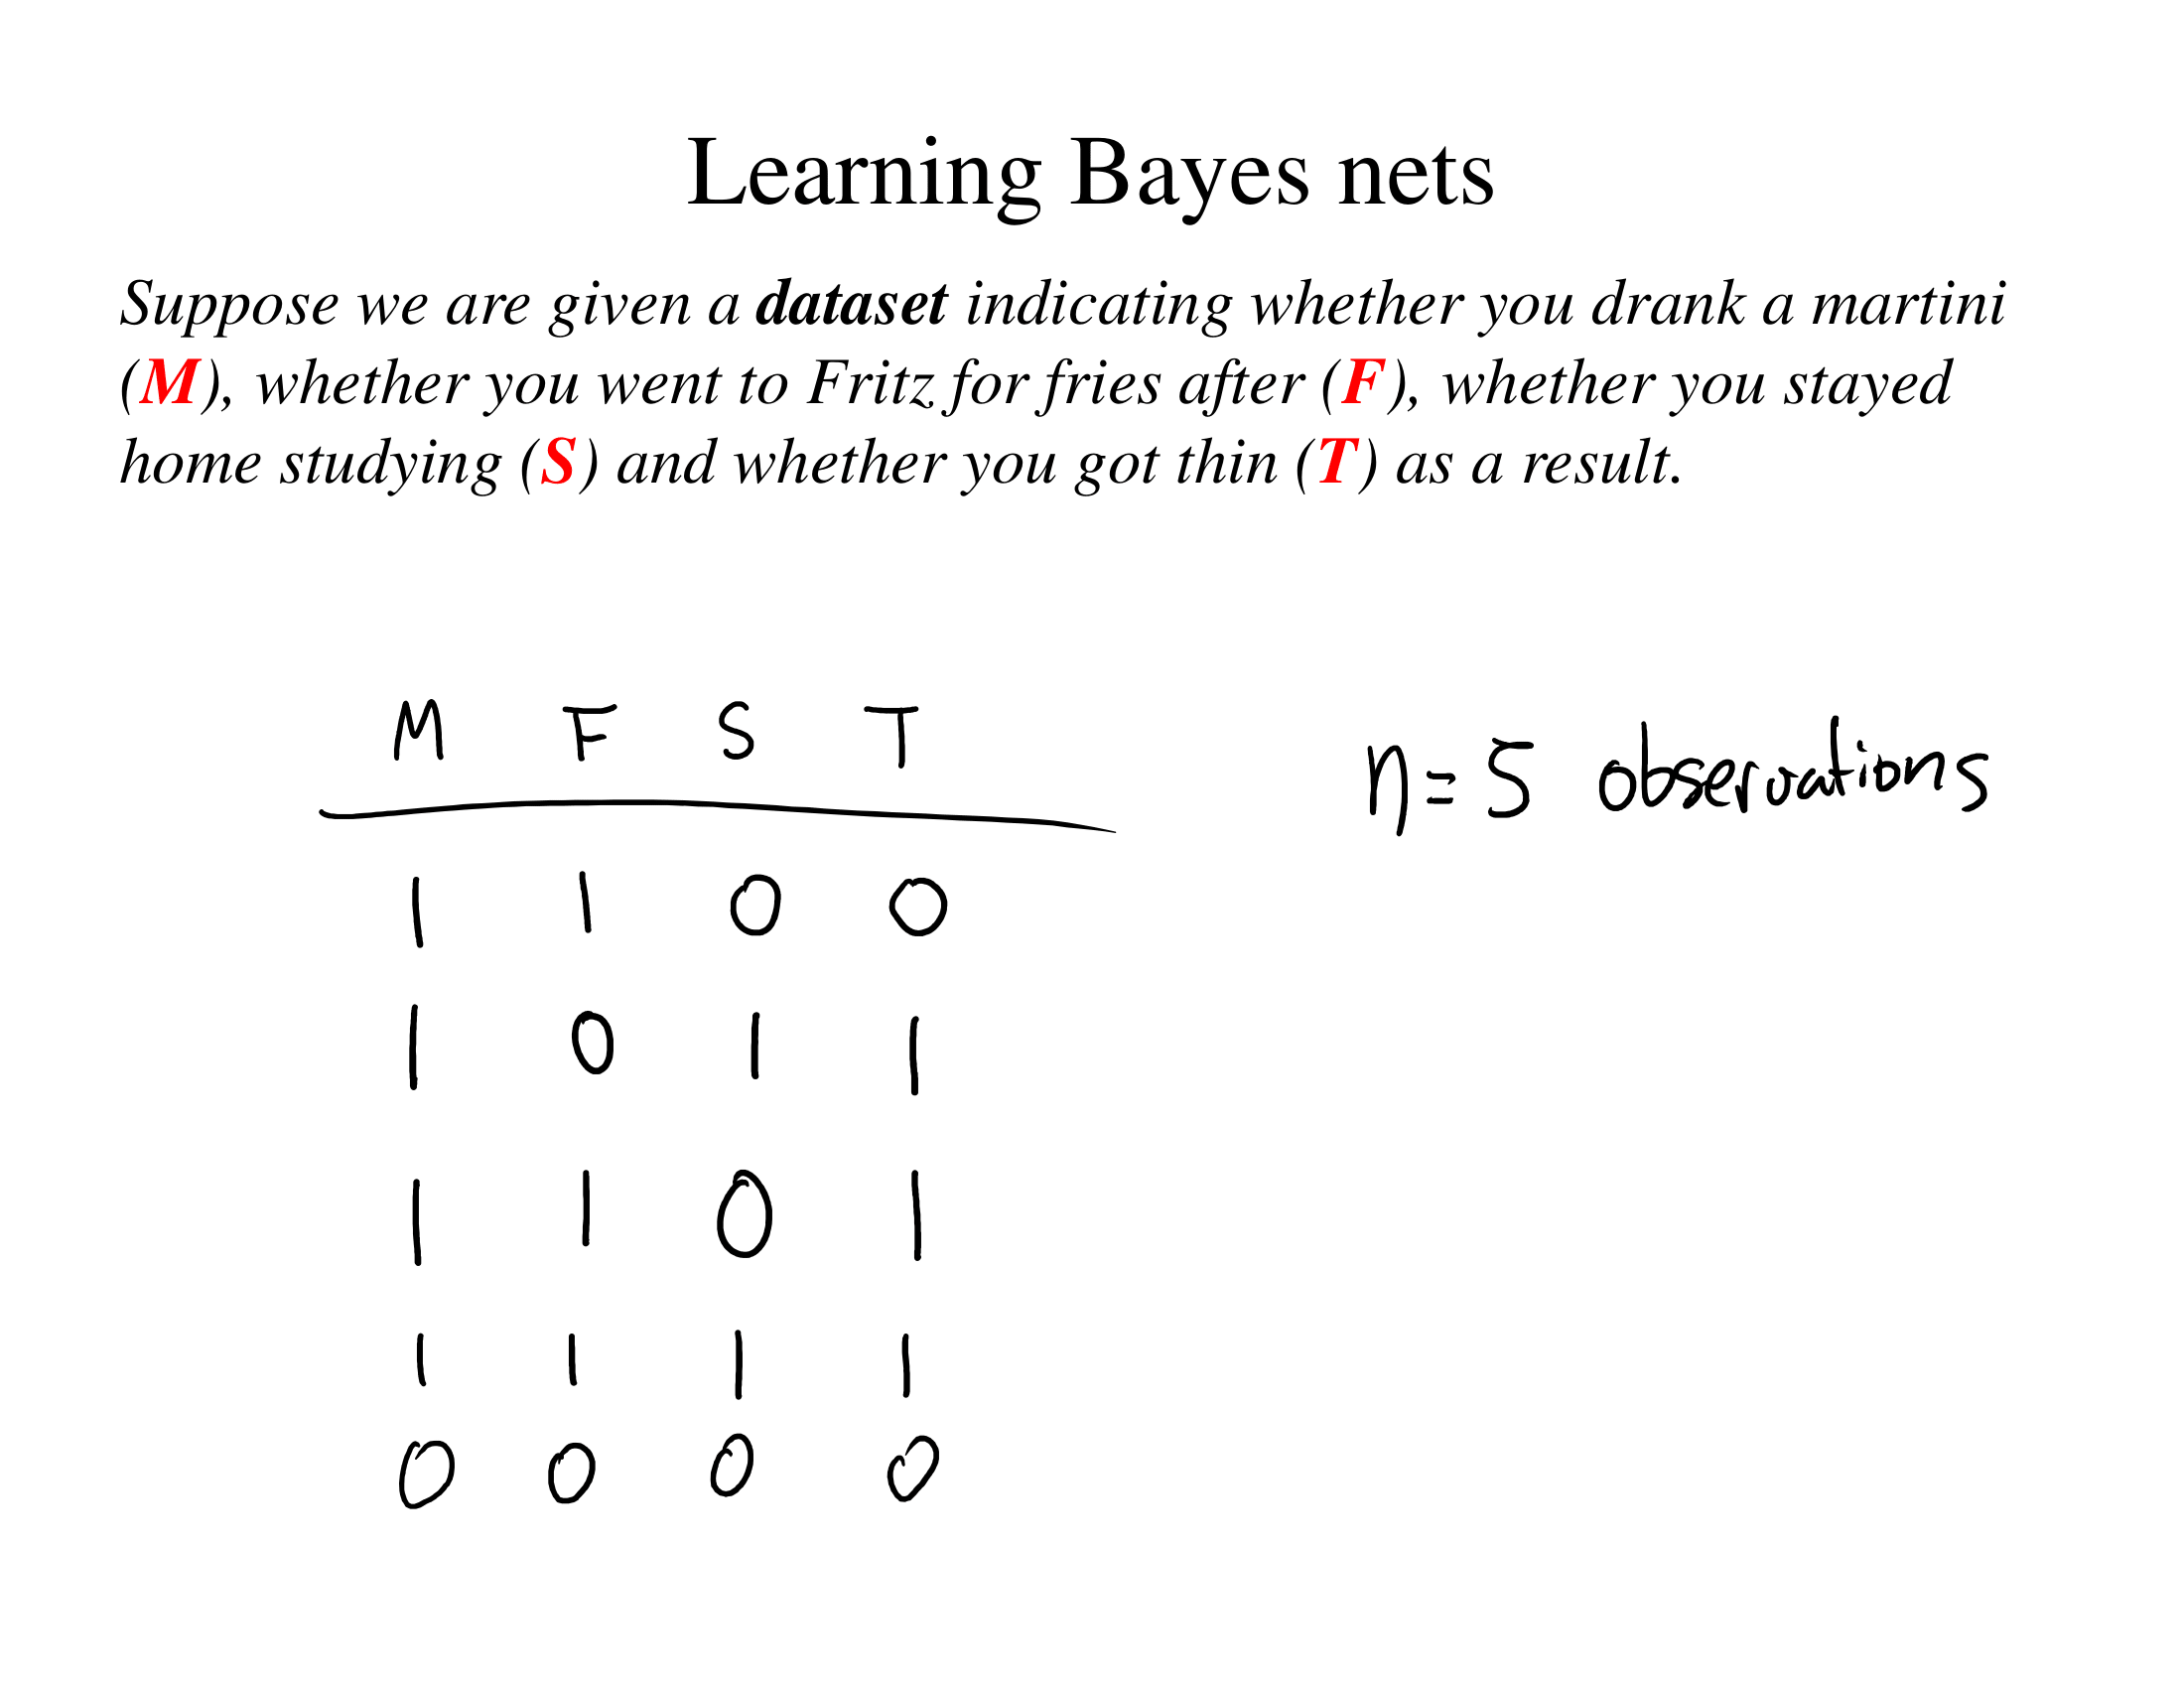 Learning Bayes nets
Suppose we are given a dataset indicating whether you drank a martini
(M), whether you went to Fritz for fries after (F), whether you stayed
home studying (S) and whether you got thin (T) as a result.
M F S T
n = 5 observations
1 1 0 0
1 0 1 1
1 1 0 1
1 1 1 1
0 0 0 0